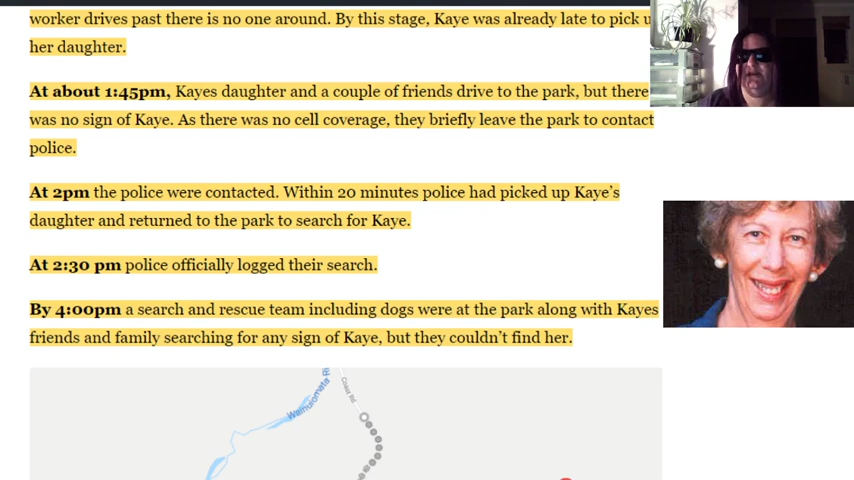 worker drives past there is no one around. By this stage, Kaye was already late to pick u
her daughter.
At about 1:45pm, Kayes daughter and a couple of friends drive to the park, but there
was no sign of Kaye. As there was no cell coverage, they briefly leave the park to contact
police.
At 2pm the police were contacted. Within 20 minutes police had picked up Kaye's
daughter and returned to the park to search for Kaye.
At 2:30 pm police officially logged their search.
By 4:00pm a search and rescue team including dogs were at the park along with Kayes
friends and family searching for any sign of Kaye, but they couldn't find her.
Wainuiomata R
Coast Rd